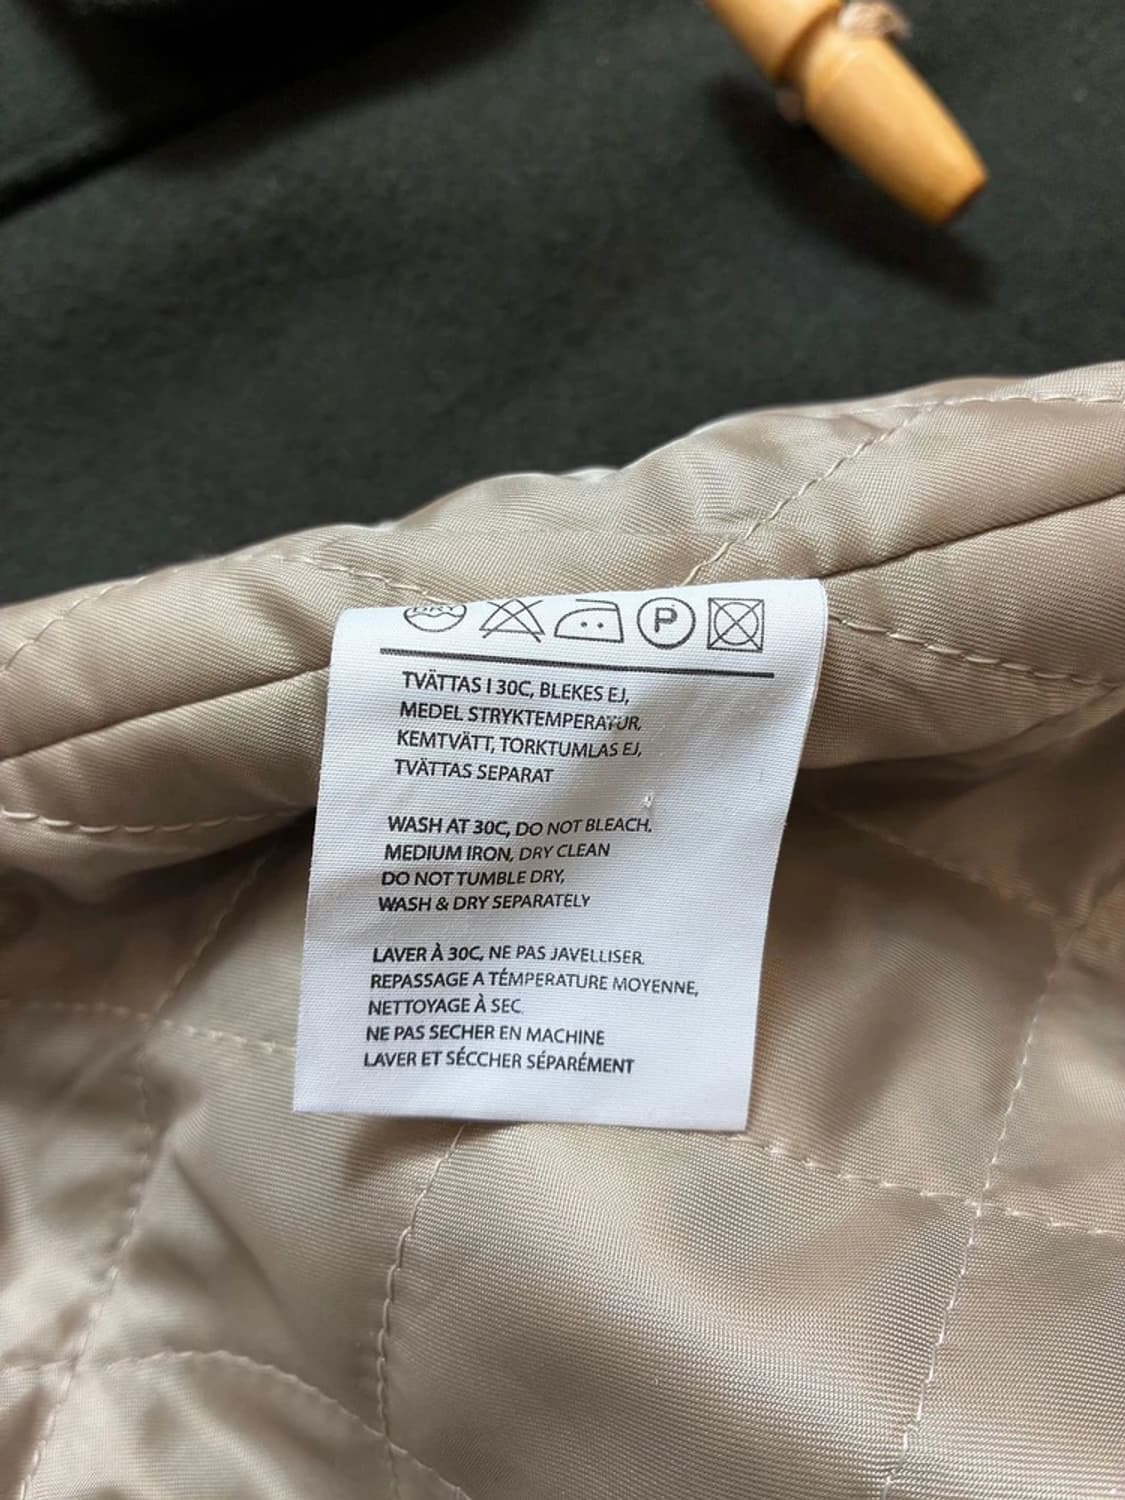 DRY
P
TVÄTTAS I 30C, BLEKES EJ,
MEDEL STRYKTEMPERATUR,
KEMTVÄTT, TORKTUMLAS EJ,
TVÄTTAS SEPARAT
WASH AT 30C, DO NOT BLEACH,
MEDIUM IRON, DRY CLEAN
DO NOT TUMBLE DRY,
WASH & DRY SEPARATELY
LAVER À 30C, NE PAS JAVELLISER.
REPASSAGE A TÉMPERATURE MOYENNE,
NETTOYAGE À SEC.
NE PAS SECHER EN MACHINE
LAVER ET SÉCCHER SÉPARÉMENT